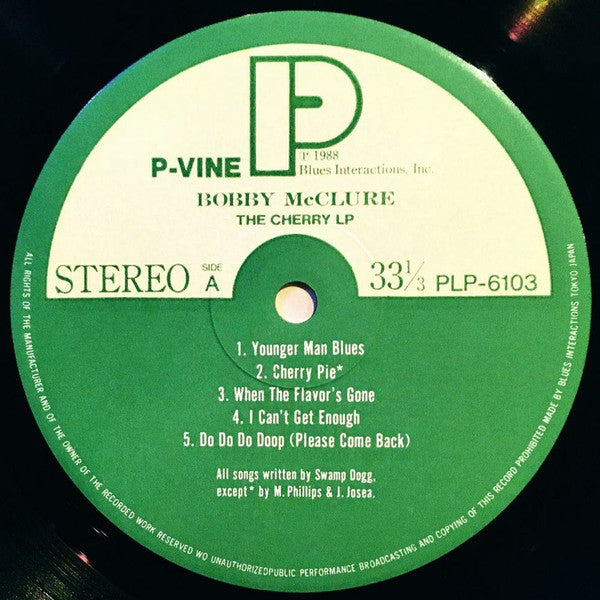 P
P-VINE
℗ 1988
Blues Interactions, Inc.
BOBBY McCLURE
THE CHERRY LP
STEREO SIDE A 33⅓ PLP-6103
1. Younger Man Blues
2. Cherry Pie*
3. When The Flavor's Gone
4. I Can't Get Enough
5. Do Do Do Doop (Please Come Back)
All songs written by Swamp Dogg,
except* by M. Phillips & J. Josea.
ALL RIGHTS OF THE MANUFACTURER AND OF THE OWNER OF THE RECORDED WORK RESERVED WO UNAUTHORIZEDPUBLIC PERFORMANCE BROADCASTING AND COPYING OF THIS RECORD PROHIBITED MADE BY BLUES INTERACTIONS TOKYO JAPAN